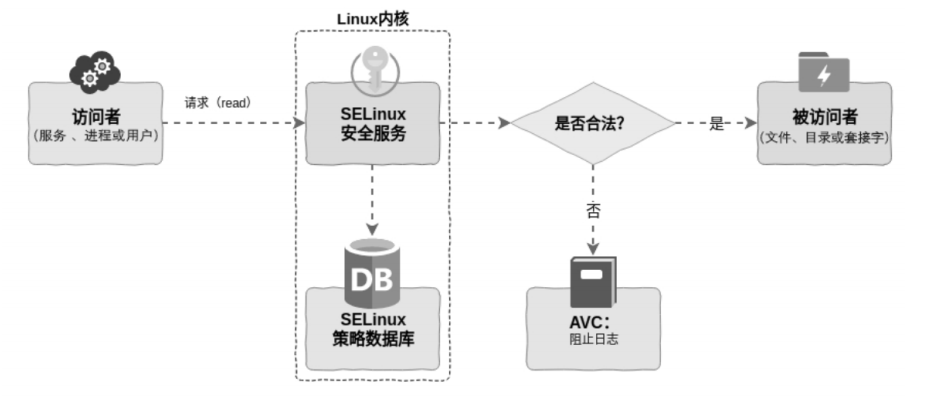 Linux内核
访问者
(服务 、进程或用户)
请求（read）
SELinux
安全服务
是否合法？
是
被访问者
(文件、目录或套接字)
否
DB
SELinux
策略数据库
AVC：
阻止日志